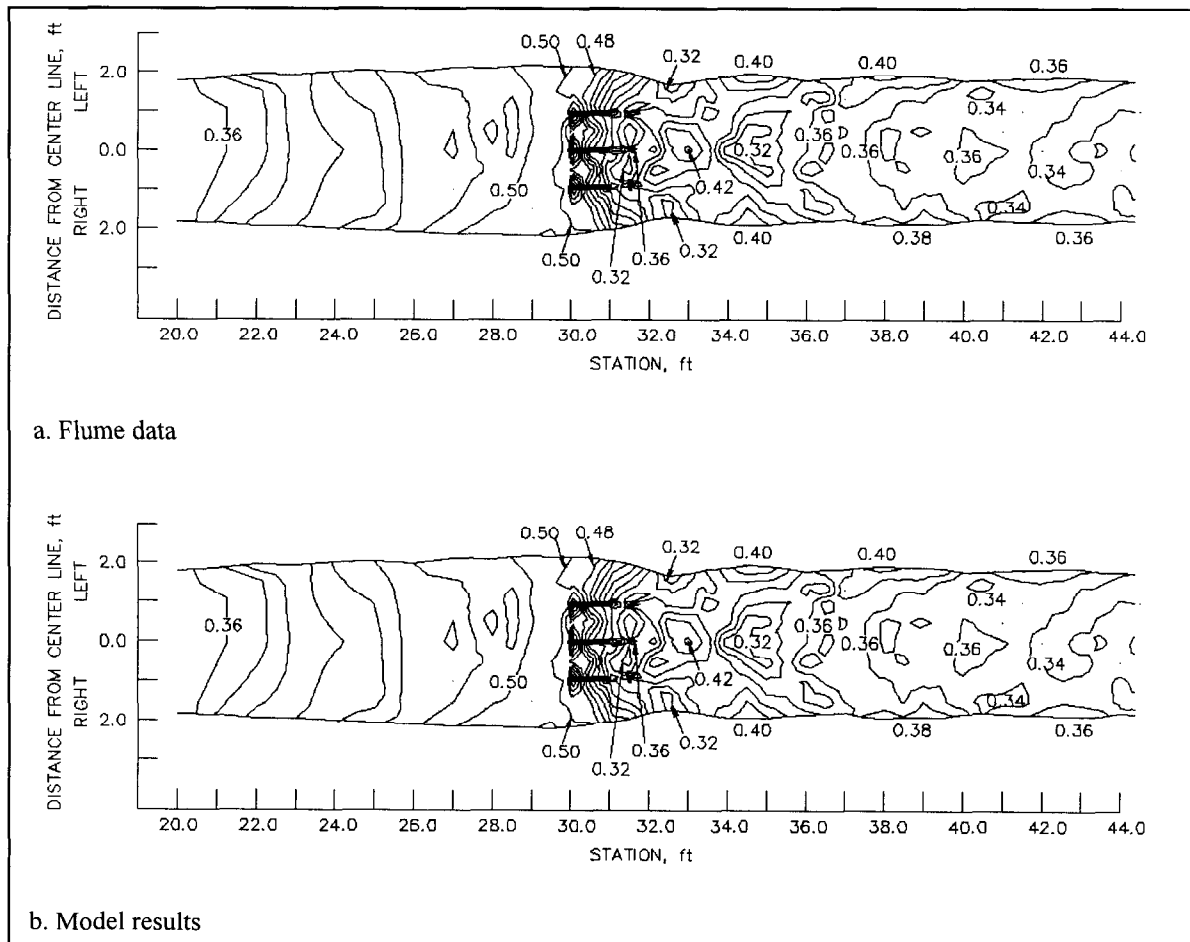 0.50 0.48 0.32 0.40 0.40 0.36
DISTANCE FROM CENTER LINE, ft
RIGHT LEFT
2.0
0.0
2.0
0.36 0.50 0.32 0.36 D 0.36 0.36 0.34 0.34
0.42 0.34
0.50 0.32 0.36 0.32 0.40 0.38 0.36
20.0 22.0 24.0 26.0 28.0 30.0 32.0 34.0 36.0 38.0 40.0 42.0 44.0
STATION, ft
a. Flume data
0.50 0.48 0.32 0.40 0.40 0.36
DISTANCE FROM CENTER LINE, ft
RIGHT LEFT
2.0
0.0
2.0
0.36 0.50 0.32 0.36 D 0.36 0.36 0.34 0.34
0.42 0.34
0.50 0.32 0.36 0.32 0.40 0.38 0.36
20.0 22.0 24.0 26.0 28.0 30.0 32.0 34.0 36.0 38.0 40.0 42.0 44.0
STATION, ft
b. Model results